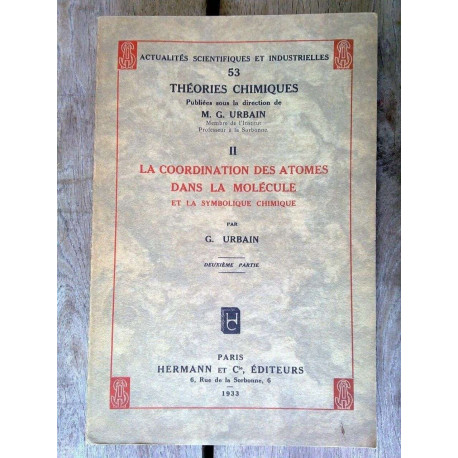 ACTUALITÉS SCIENTIFIQUES ET INDUSTRIELLES
53
THÉORIES CHIMIQUES
Publiées sous la direction de
M. G. URBAIN
Membre de l'Institut
Professeur à la Sorbonne
II
LA COORDINATION DES ATOMES
DANS LA MOLÉCULE
ET LA SYMBOLIQUE CHIMIQUE
PAR
G. URBAIN
DEUXIÈME PARTIE
HC
PARIS
HERMANN ET Cie, ÉDITEURS
6, Rue de la Sorbonne, 6
1933